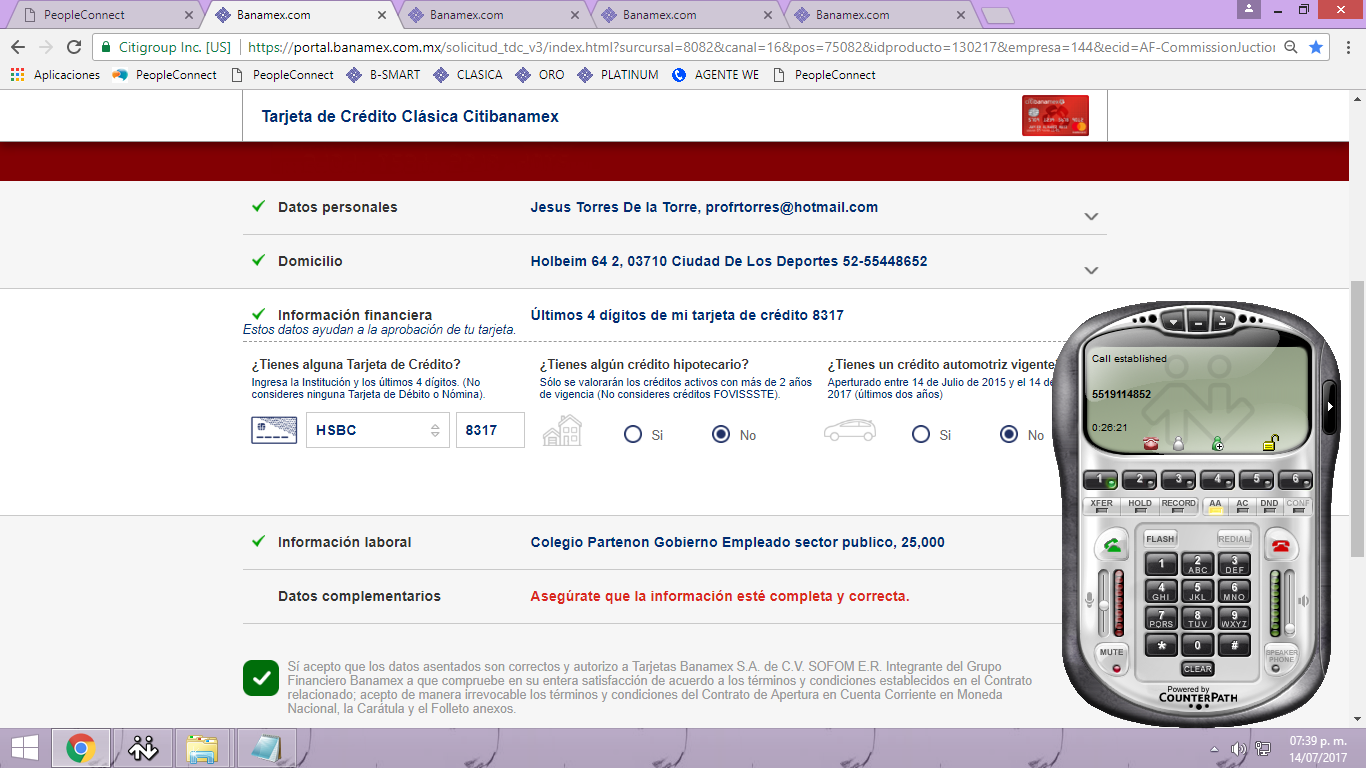 PeopleConnect
Banamex.com
Banamex.com
Banamex.com
Banamex.com
Citigroup Inc. [US]
https://portal.banamex.com.mx/solicitud_tdc_v3/index.html?sursursal=8082&canal=16&pos=75082&idproducto=130217&empresa=144&ecid=AF-CommissionJuctio
Aplicaciones
PeopleConnect
PeopleConnect
B-SMART
CLASICA
ORO
PLATINUM
AGENTE WE
PeopleConnect
Tarjeta de Crédito Clásica Citibanamex
Datos personales
Jesus Torres De la Torre, profrtorres@hotmail.com
Domicilio
Holbeim 64 2, 03710 Ciudad De Los Deportes 52-55448652
Información financiera
Últimos 4 dígitos de mi tarjeta de crédito 8317
Estos datos ayudan a la aprobación de tu tarjeta.
¿Tienes alguna Tarjeta de Crédito?
Ingresa la Institución y los últimos 4 dígitos. (No
consideres ninguna Tarjeta de Débito o Nómina).
HSBC
8317
¿Tienes algún crédito hipotecario?
Sólo se valorarán los créditos activos con más de 2 años
de vigencia (No consideres créditos FOVISSSTE).
Si
No
¿Tienes un crédito automotriz vigente
Aperturado entre 14 de Julio de 2015 y el 14 de
2017 (últimos dos años)
Si
No
Información laboral
Colegio Partenon Gobierno Empleado sector publico, 25,000
Datos complementarios
Asegúrate que la información esté completa y correcta.
Sí acepto que los datos asentados son correctos y autorizo a Tarjetas Banamex S.A. de C.V. SOFOM E.R. Integrante del Grupo
Financiero Banamex a que compruebe en su entera satisfacción de acuerdo a los términos y condiciones establecidos en el Contrato
relacionado; acepto de manera irrevocable los términos y condiciones del Contrato de Apertura en Cuenta Corriente en Moneda
Nacional, la Carátula y el Folleto anexos.
Call established
5519114852
0:26:21
1 2 3 4 5 6
XFER HOLD RECORD AA AC DND CONF
FLASH REDIAL
1 2 ABC 3 DEF
4 GHI 5 JKL 6 MNO
7 PQRS 8 TUV 9 WXYZ
* 0 #
MUTE
SPEAKER
PHONE
CLEAR
Powered by
COUNTERPATH
07:39 p. m.
14/07/2017